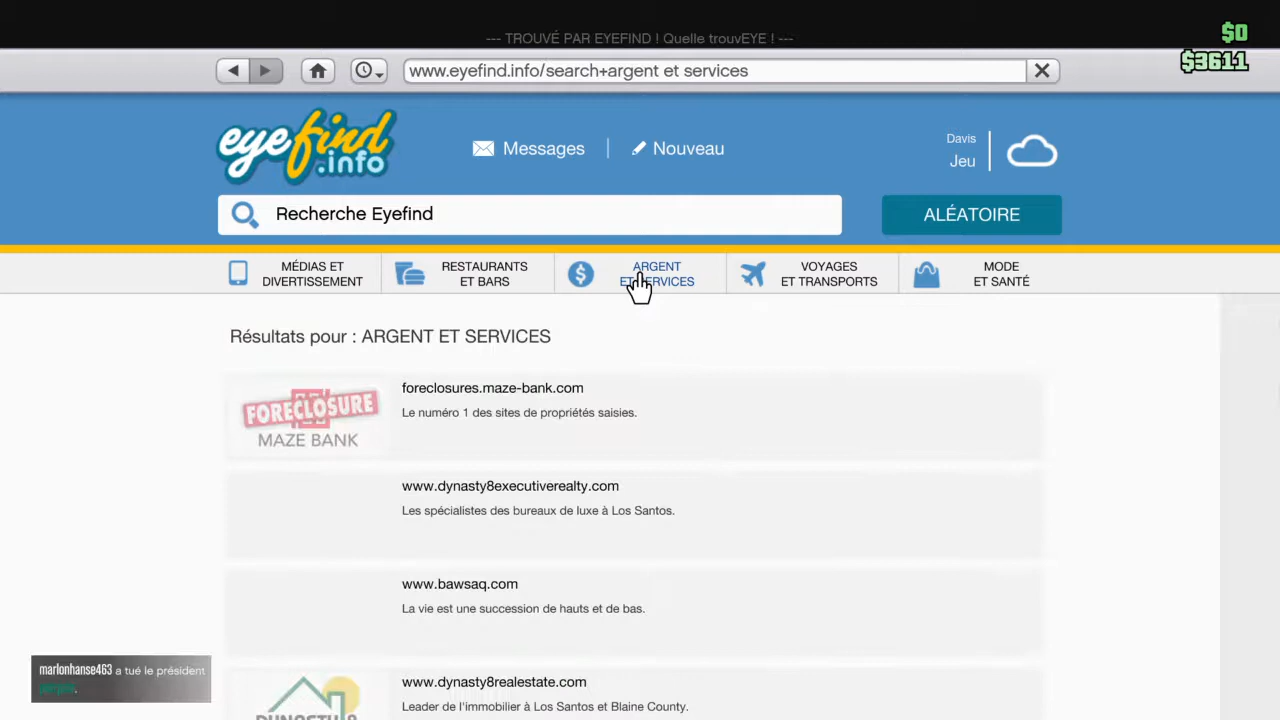 --- TROUVÉ PAR EYEFIND ! Quelle trouvEYE ! ---
$0
$3611
www.eyefind.info/search+argent et services
eyefind
.info
Messages
Nouveau
Davis
Jeu
Recherche Eyefind
ALÉATOIRE
MÉDIAS ET
DIVERTISSEMENT
RESTAURANTS
ET BARS
ARGENT
ET SERVICES
VOYAGES
ET TRANSPORTS
MODE
ET SANTÉ
Résultats pour : ARGENT ET SERVICES
FORECLOSURE
MAZE BANK
foreclosures.maze-bank.com
Le numéro 1 des sites de propriétés saisies.
www.dynasty8executiverealty.com
Les spécialistes des bureaux de luxe à Los Santos.
www.bawsaq.com
La vie est une succession de hauts et de bas.
DYNASTY 8
www.dynasty8realestate.com
Leader de l'immobilier à Los Santos et Blaine County.
marlonhanse463 a tué le président